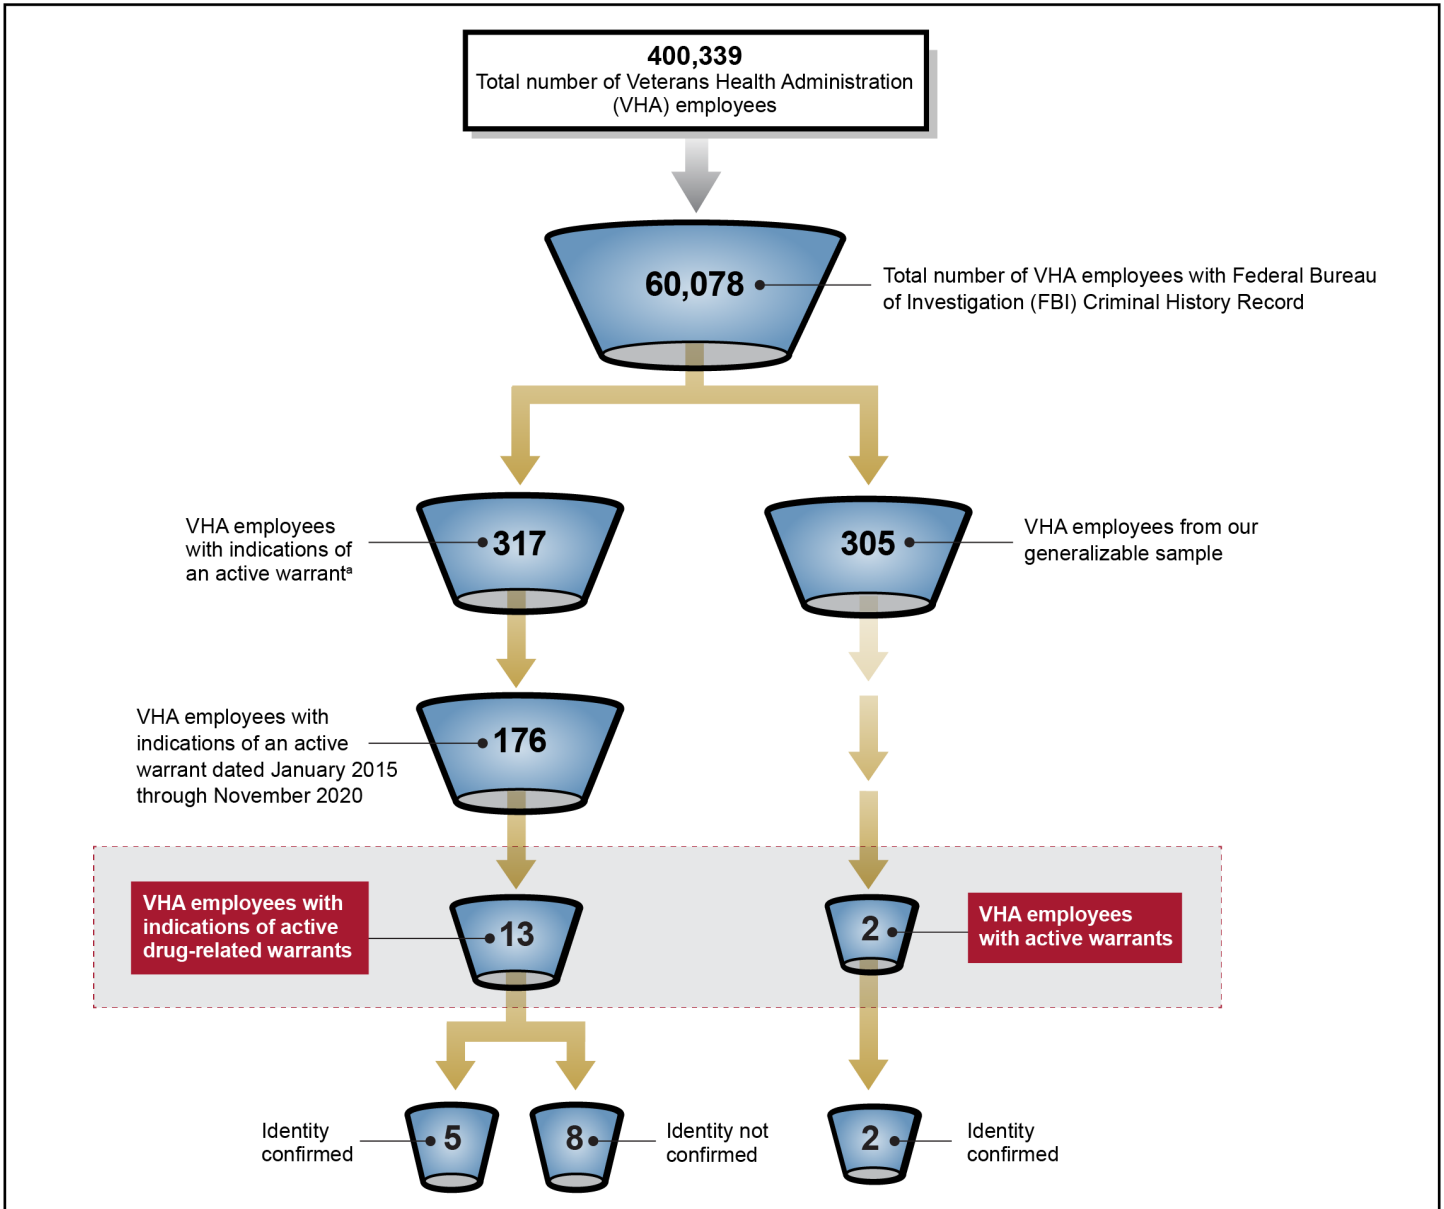 400,339
Total number of Veterans Health Administration
(VHA) employees
60,078
Total number of VHA employees with Federal Bureau
of Investigation (FBI) Criminal History Record
VHA employees
with indications of
an active warrantª
317
305
VHA employees from our
generalizable sample
VHA employees with
indications of an active
warrant dated January 2015
through November 2020
176
VHA employees with
indications of active
drug-related warrants
13
2
VHA employees
with active warrants
Identity
confirmed
5
8
Identity not
confirmed
2
Identity
confirmed